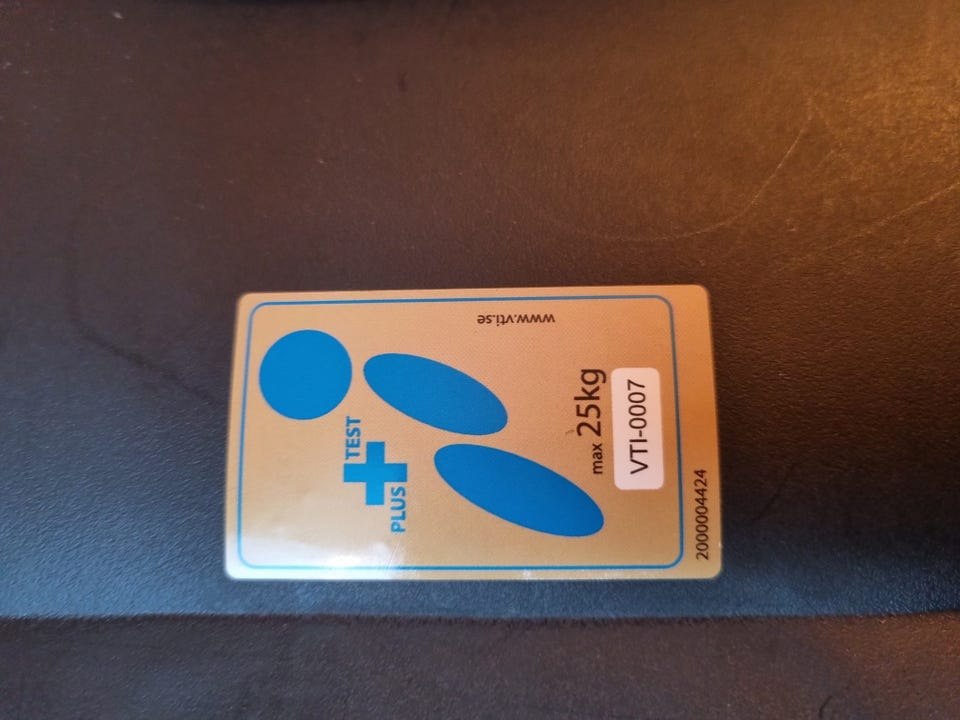 PLUS TEST
max 25kg
VTI-0007
2000004424
www.vti.se